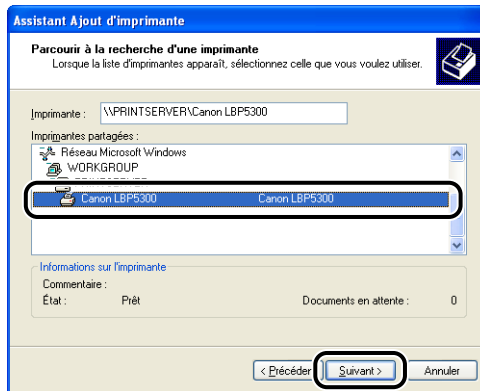 Assistant Ajout d'imprimante
Parcourir à la recherche d'une imprimante
Lorsque la liste d'imprimantes apparaît, sélectionnez celle que vous voulez utiliser.
Imprimante : \\PRINTSERVER\Canon LBP5300
Imprimantes partagées :
Réseau Microsoft Windows
WORKGROUP
Canon LBP5300 Canon LBP5300
Informations sur l'imprimante
Commentaire :
État : Prêt Documents en attente : 0
< Précéder Suivant > Annuler